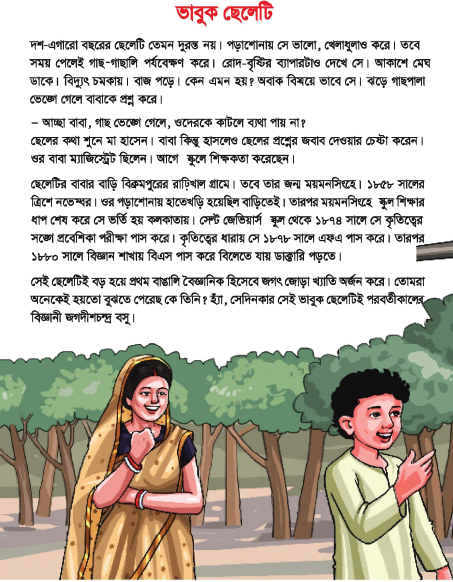 ভাবুক ছেলেটি
দশ-এগারো বছরের ছেলেটি তেমন দুরন্ত নয়। পড়াশোনায় সে ভালো, খেলাধুলাও করে। তবে
সময় পেলেই গাছ-গাছালি পর্যবেক্ষণ করে। রোদ-বৃষ্টির ব্যাপারটাও দেখে সে। আকাশে মেঘ
ডাকে। বিদ্যুৎ চমকায়। বাজ পড়ে। কেন এমন হয়? অবাক বিস্ময়ে ভাবে সে। ঝড়ে গাছপালা
ভেঙ্গে গেলে বাবাকে প্রশ্ন করে।
– আচ্ছা বাবা, গাছ ভেঙ্গে গেলে, ওদেরকে কাটলে ব্যথা পায় না?
ছেলের কথা শুনে মা হাসেন। বাবা কিন্তু হাসলেও ছেলের প্রশ্নের জবাব দেওয়ার চেষ্টা করেন।
ওর বাবা ম্যাজিস্ট্রেট ছিলেন। আগে স্কুলে শিক্ষকতা করেছেন।
ছেলেটির বাবার বাড়ি বিক্রমপুরের রাঢ়িখাল গ্রামে। তবে তার জন্ম ময়মনসিংহে। ১৮৫৮ সালের
ত্রিশে নভেম্বর। ওর পড়াশোনায় হাতেখড়ি হয়েছিল বাড়িতেই। তারপর ময়মনসিংহে স্কুল শিক্ষার
ধাপ শেষ করে সে ভর্তি হয় কলকাতায়। সেন্ট জেভিয়ার্স স্কুল থেকে ১৮৭৪ সালে সে কৃতিত্বের
সঙ্গে প্রবেশিকা পরীক্ষা পাস করে। কৃতিত্বের ধারায় সে ১৮৭৮ সালে এফএ পাস করে। তারপর
১৮৮০ সালে বিজ্ঞান শাখায় বিএস পাস করে বিলেতে যায় ডাক্তারি পড়তে।
সেই ছেলেটিই বড় হয়ে প্রথম বাঙালি বৈজ্ঞানিক হিসেবে জগৎ জোড়া খ্যাতি অর্জন করে। তোমরা
অনেকেই হয়তো বুঝতে পেরেছ কে তিনি? হ্যাঁ, সেদিনকার সেই ভাবুক ছেলেটিই পরবর্তীকালের
বিজ্ঞানী জগদীশচন্দ্র বসু।